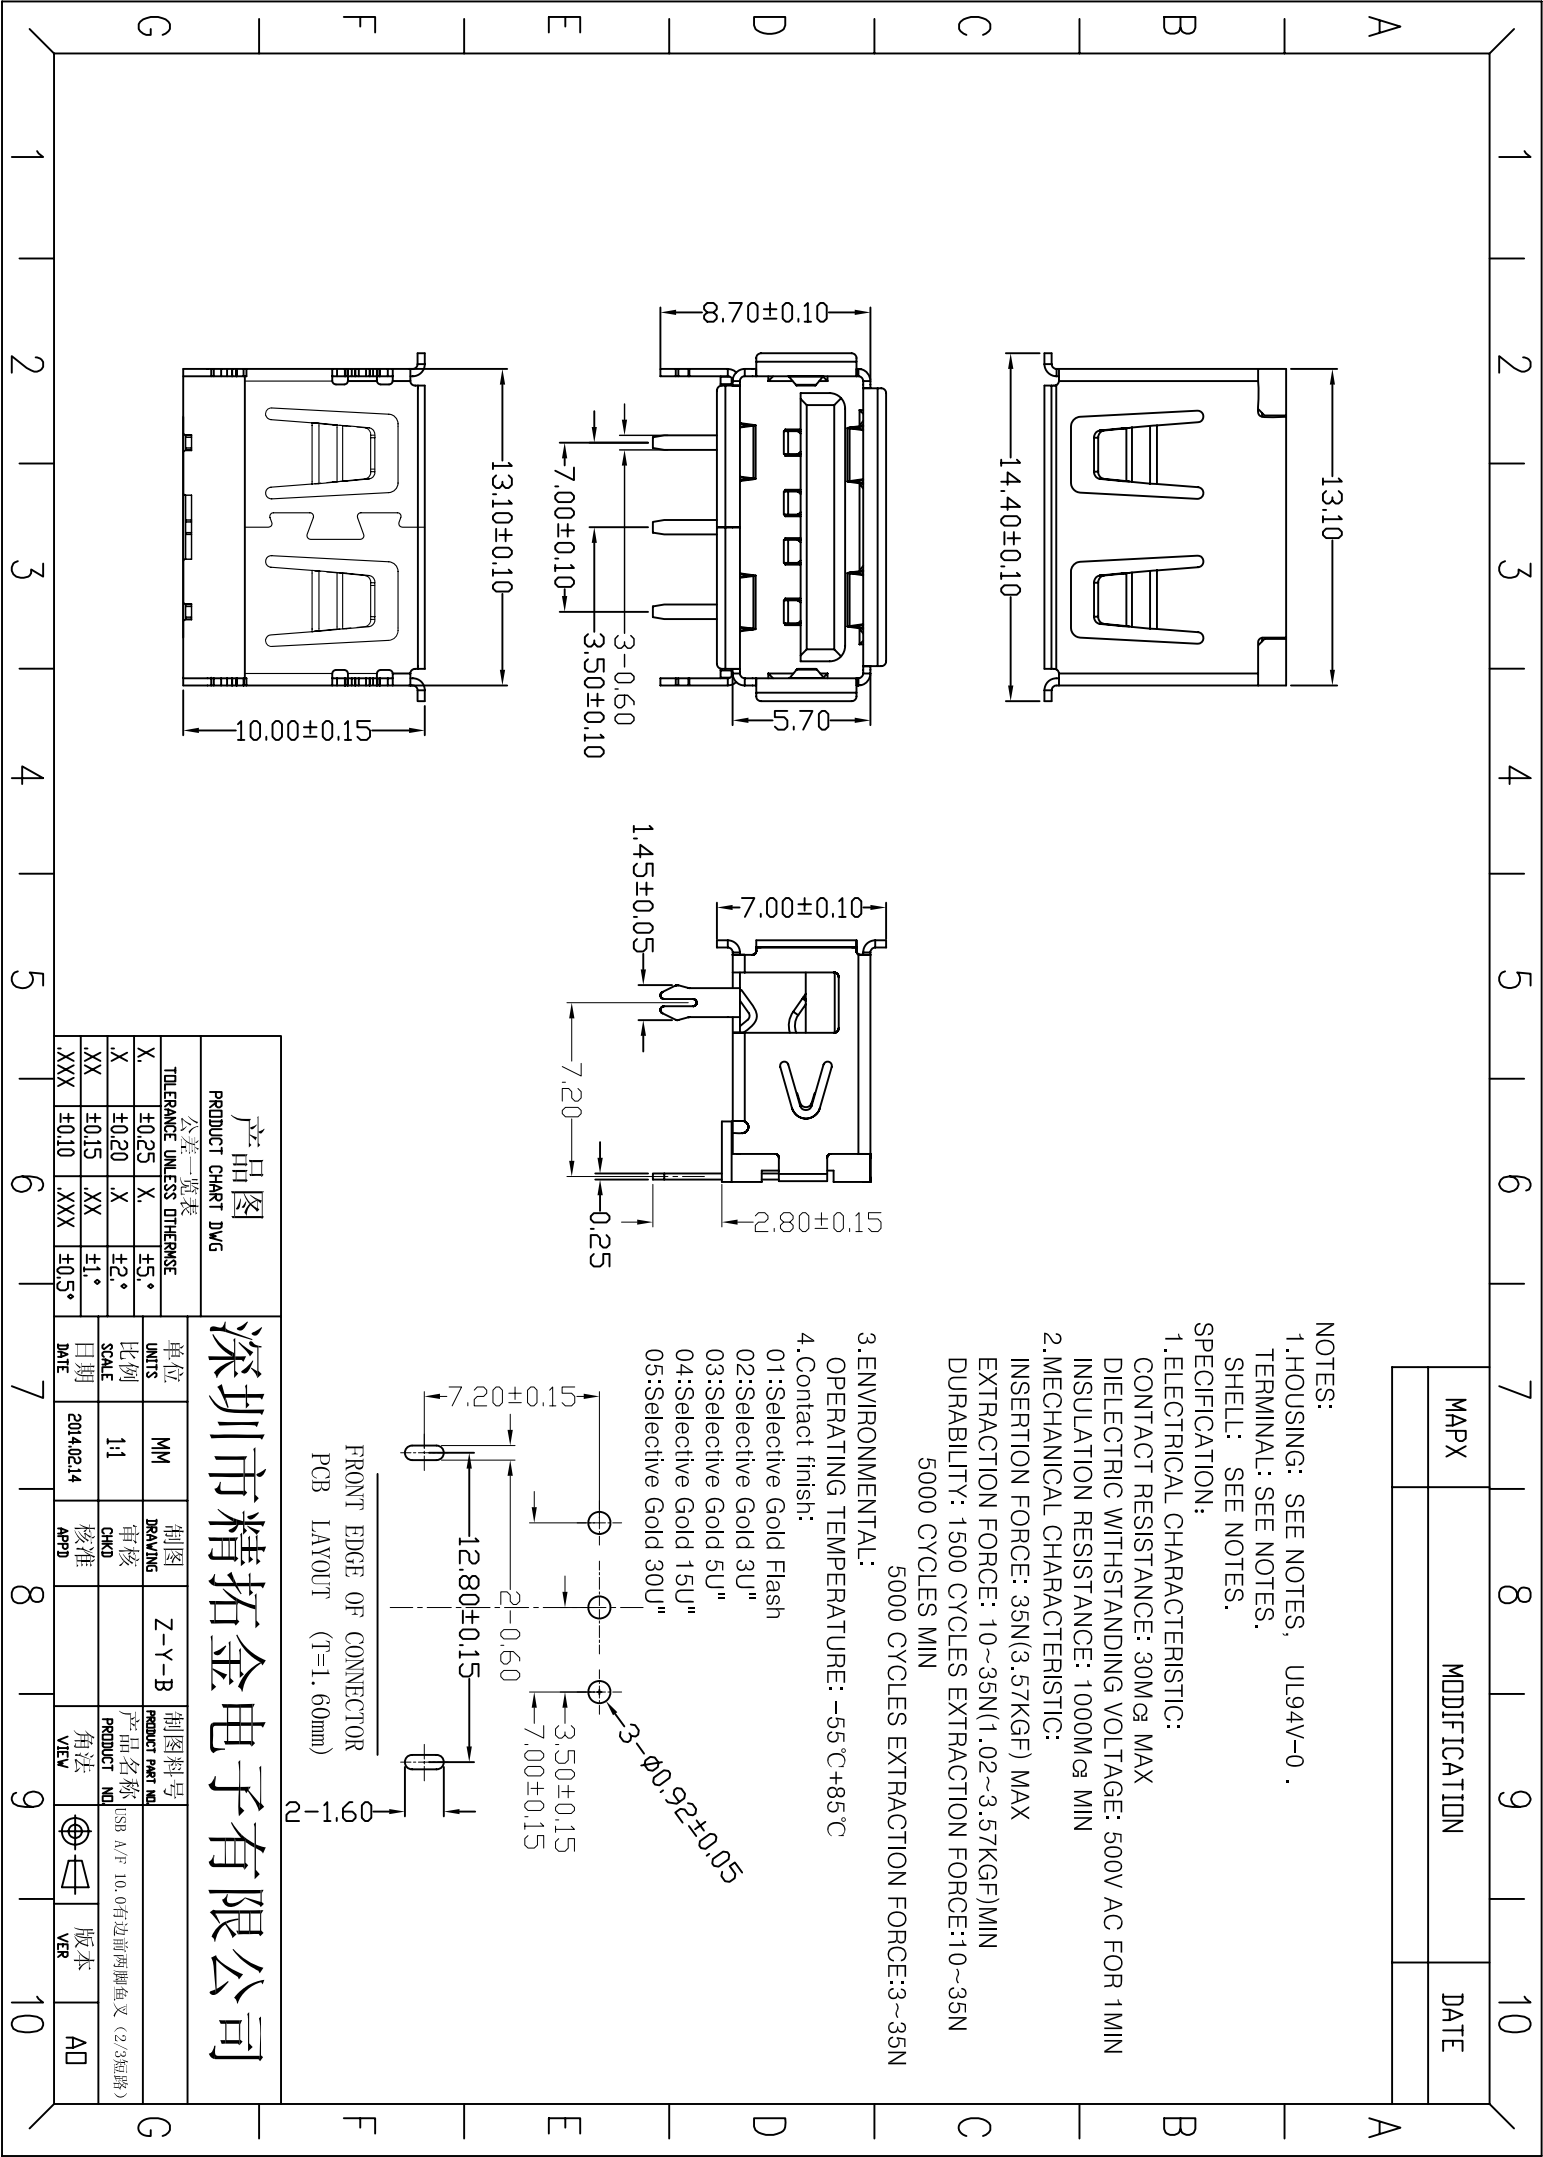 1 2 3 4 5 6 7 8 9 10
A
B
C
D
E
F
G
MAPX MODIFICATION DATE
13.10
14.40±0.10
8.70±0.10
5.70
3-0.60
3.50±0.10
7.00±0.10
13.10±0.10
10.00±0.15
7.00±0.10
1.45±0.05
7.20
0.25
2.80±0.15
NOTES:
1.HOUSING: SEE NOTES, UL94V-0 .
TERMINAL: SEE NOTES.
SHELL: SEE NOTES.
SPECIFICATION:
1.ELECTRICAL CHARACTERISTIC:
CONTACT RESISTANCE: 30MΩ MAX
DIELECTRIC WITHSTANDING VOLTAGE: 500V AC FOR 1MIN
INSULATION RESISTANCE: 1000MΩ MIN
2.MECHANICAL CHARACTERISTIC:
INSERTION FORCE: 35N(3.57KGF) MAX
EXTRACTION FORCE: 10~35N(1.02~3.57KGF)MIN
DURABILITY: 1500 CYCLES EXTRACTION FORCE:10~35N
5000 CYCLES MIN
5000 CYCLES EXTRACTION FORCE:3~35N
3.ENVIRONMENTAL:
OPERATING TEMPERATURE: -55℃+85℃
4.Contact finish:
01:Selective Gold Flash
02:Selective Gold 3U"
03:Selective Gold 5U"
04:Selective Gold 15U"
05:Selective Gold 30U"
3-Ø0.92±0.05
3.50±0.15
7.00±0.15
7.20±0.15
2-0.60
12.80±0.15
2-1.60
FRONT EDGE OF CONNECTOR
PCB LAYOUT (T=1.60mm)
产品图
PRODUCT CHART DWG
公差一览表
TOLERANCE UNLESS OTHERMSE
X. ±0.25 X. ±5.°
.X ±0.20 .X ±2.°
.XX ±0.15 .XX ±1.°
.XXX ±0.10 .XXX ±0.5°
深圳市精拓金电子有限公司
单位 UNITS MM 制图 DRAWING Z-Y-B 制图料号 PRODUCT PART NO.
比例 SCALE 1:1 审核 CHKD 产品名称 PRODUCT NO. USB A/F 10.0有边前两脚鱼叉 (2/3短路)
日期 DATE 2014.02.14 核准 APPD 角法 VIEW 版本 VER AO
A
B
C
D
E
F
G
1 2 3 4 5 6 7 8 9 10